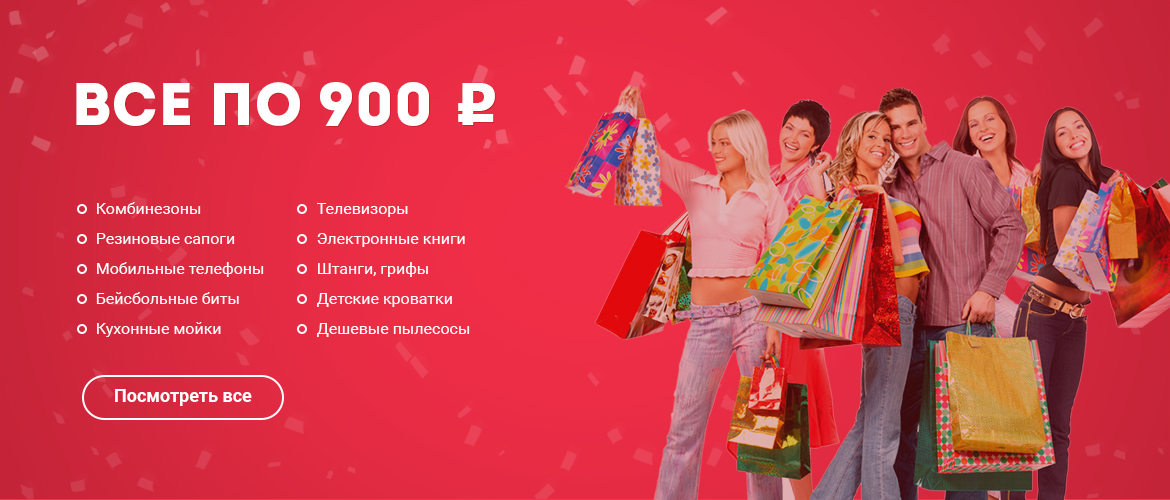 ВСЕ ПО 900 ₽
Комбинезоны
Резиновые сапоги
Мобильные телефоны
Бейсбольные биты
Кухонные мойки
Телевизоры
Электронные книги
Штанги, грифы
Детские кроватки
Дешевые пылесосы
Посмотреть все